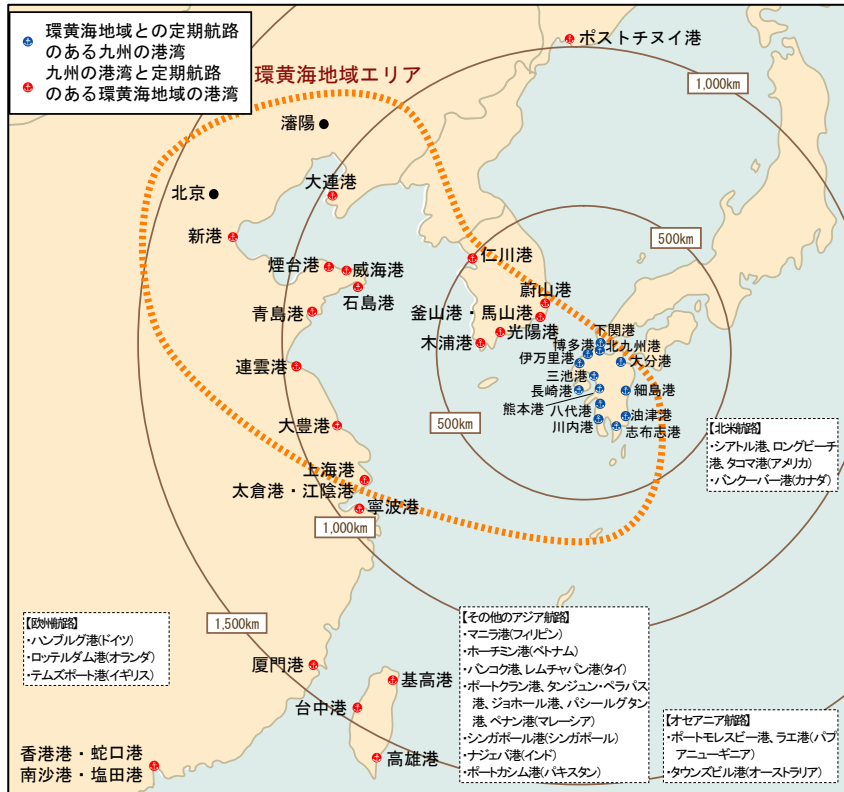 環黄海地域との定期航路
のある九州の港湾
九州の港湾と定期航路
のある環黄海地域の港湾
環黄海地域エリア
ポストチヌイ港
1,000km
瀋陽
北京
大連港
新港
500km
仁川港
煙台港
威海港
石島港
蔚山港
青島港
釜山港・馬山港
光陽港
木浦港
下関港
博多港
北九州港
伊万里港
大分港
連雲港
三池港
長崎港
細島港
熊本港
八代港
油津港
川内港
志布志港
500km
大豊港
上海港
太倉港・江陰港
寧波港
1,000km
【北米航路】
・シアトル港、ロングビーチ
港、タコマ港(アメリカ)
・バンクーバー港(カナダ)
1,500km
【欧州航路】
・ハンブルグ港(ドイツ)
・ロッテルダム港(オランダ)
・テムズポート港(イギリス)
【その他のアジア航路】
・マニラ港(フィリピン)
・ホーチミン港(ベトナム)
・バンコク港、レムチャバン港(タイ)
・ポートクラン港、タンジュン・ペラパス
港、ジョホール港、パシールグダン
港、ペナン港(マレーシア)
・シンガポール港(シンガポール)
・ナジェバ港(インド)
・ポートカシム港(パキスタン)
【オセアニア航路】
・ポートモレスビー港、ラエ港(パプ
アニューギニア)
・タウンズビル港(オーストラリア)
厦門港
基高港
台中港
高雄港
香港港・蛇口港
南沙港・塩田港